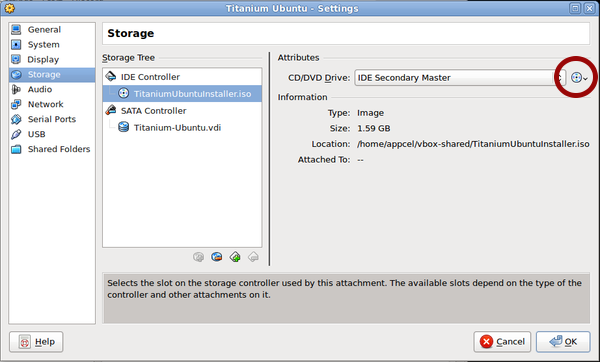 Titanium Ubuntu - Settings
General
System
Display
Storage
Audio
Network
Serial Ports
USB
Shared Folders
Storage
Storage Tree
IDE Controller
TitaniumUbuntuInstaller.iso
SATA Controller
Titanium-Ubuntu.vdi
Attributes
CD/DVD Drive: IDE Secondary Master
Information
Type: Image
Size: 1.59 GB
Location: /home/appcel/vbox-shared/TitaniumUbuntuInstaller.iso
Attached To: --
Selects the slot on the storage controller used by this attachment. The available slots depend on the type of the
controller and other attachments on it.
Help
Cancel
OK